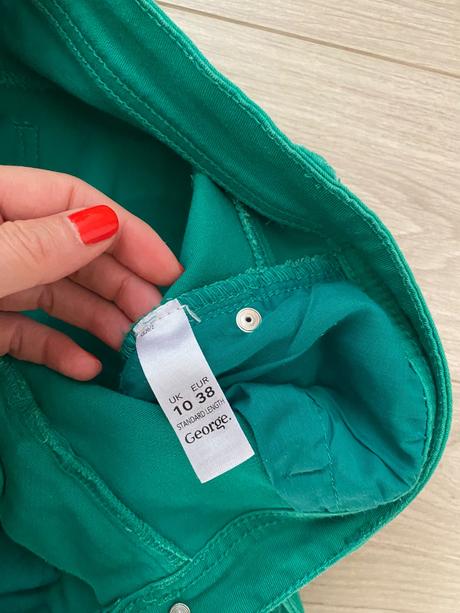 UK EUR
10 38
STANDARD LENGTH
George.